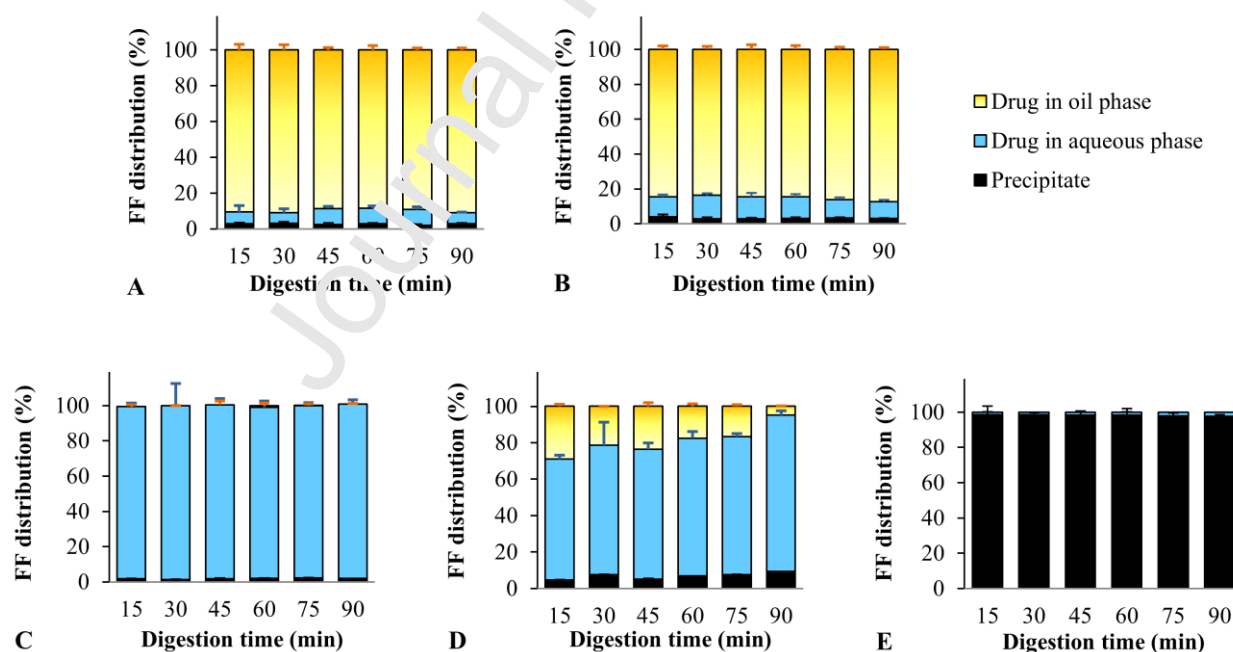 FF distribution (%)
100
80
60
40
20
0
15 30 45 60 75 90
Digestion time (min)
A
FF distribution (%)
100
80
60
40
20
0
15 30 45 60 75 90
Digestion time (min)
B
Drug in oil phase
Drug in aqueous phase
Precipitate
Journal
FF distribution (%)
100
80
60
40
20
0
15 30 45 60 75 90
Digestion time (min)
C
FF distribution (%)
100
80
60
40
20
0
15 30 45 60 75 90
Digestion time (min)
D
FF distribution (%)
100
80
60
40
20
0
15 30 45 60 75 90
Digestion time (min)
E